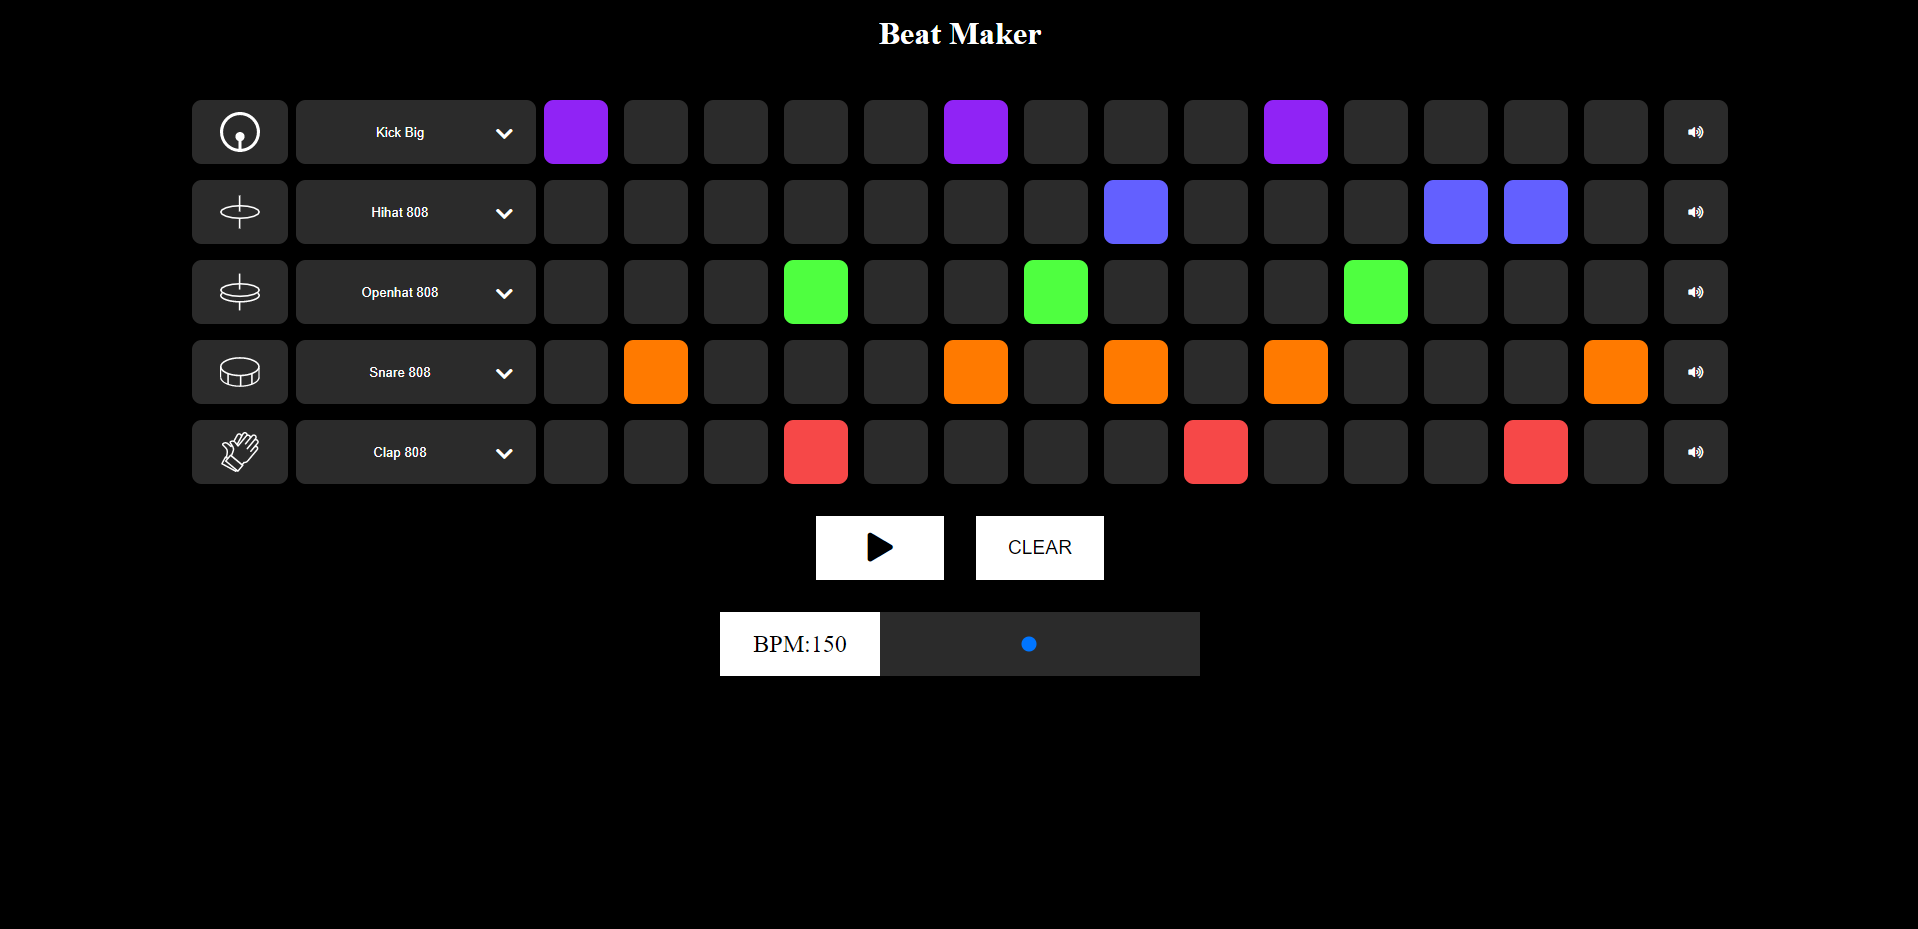 Beat Maker
Kick Big
Hihat 808
Openhat 808
Snare 808
Clap 808
CLEAR
BPM:150